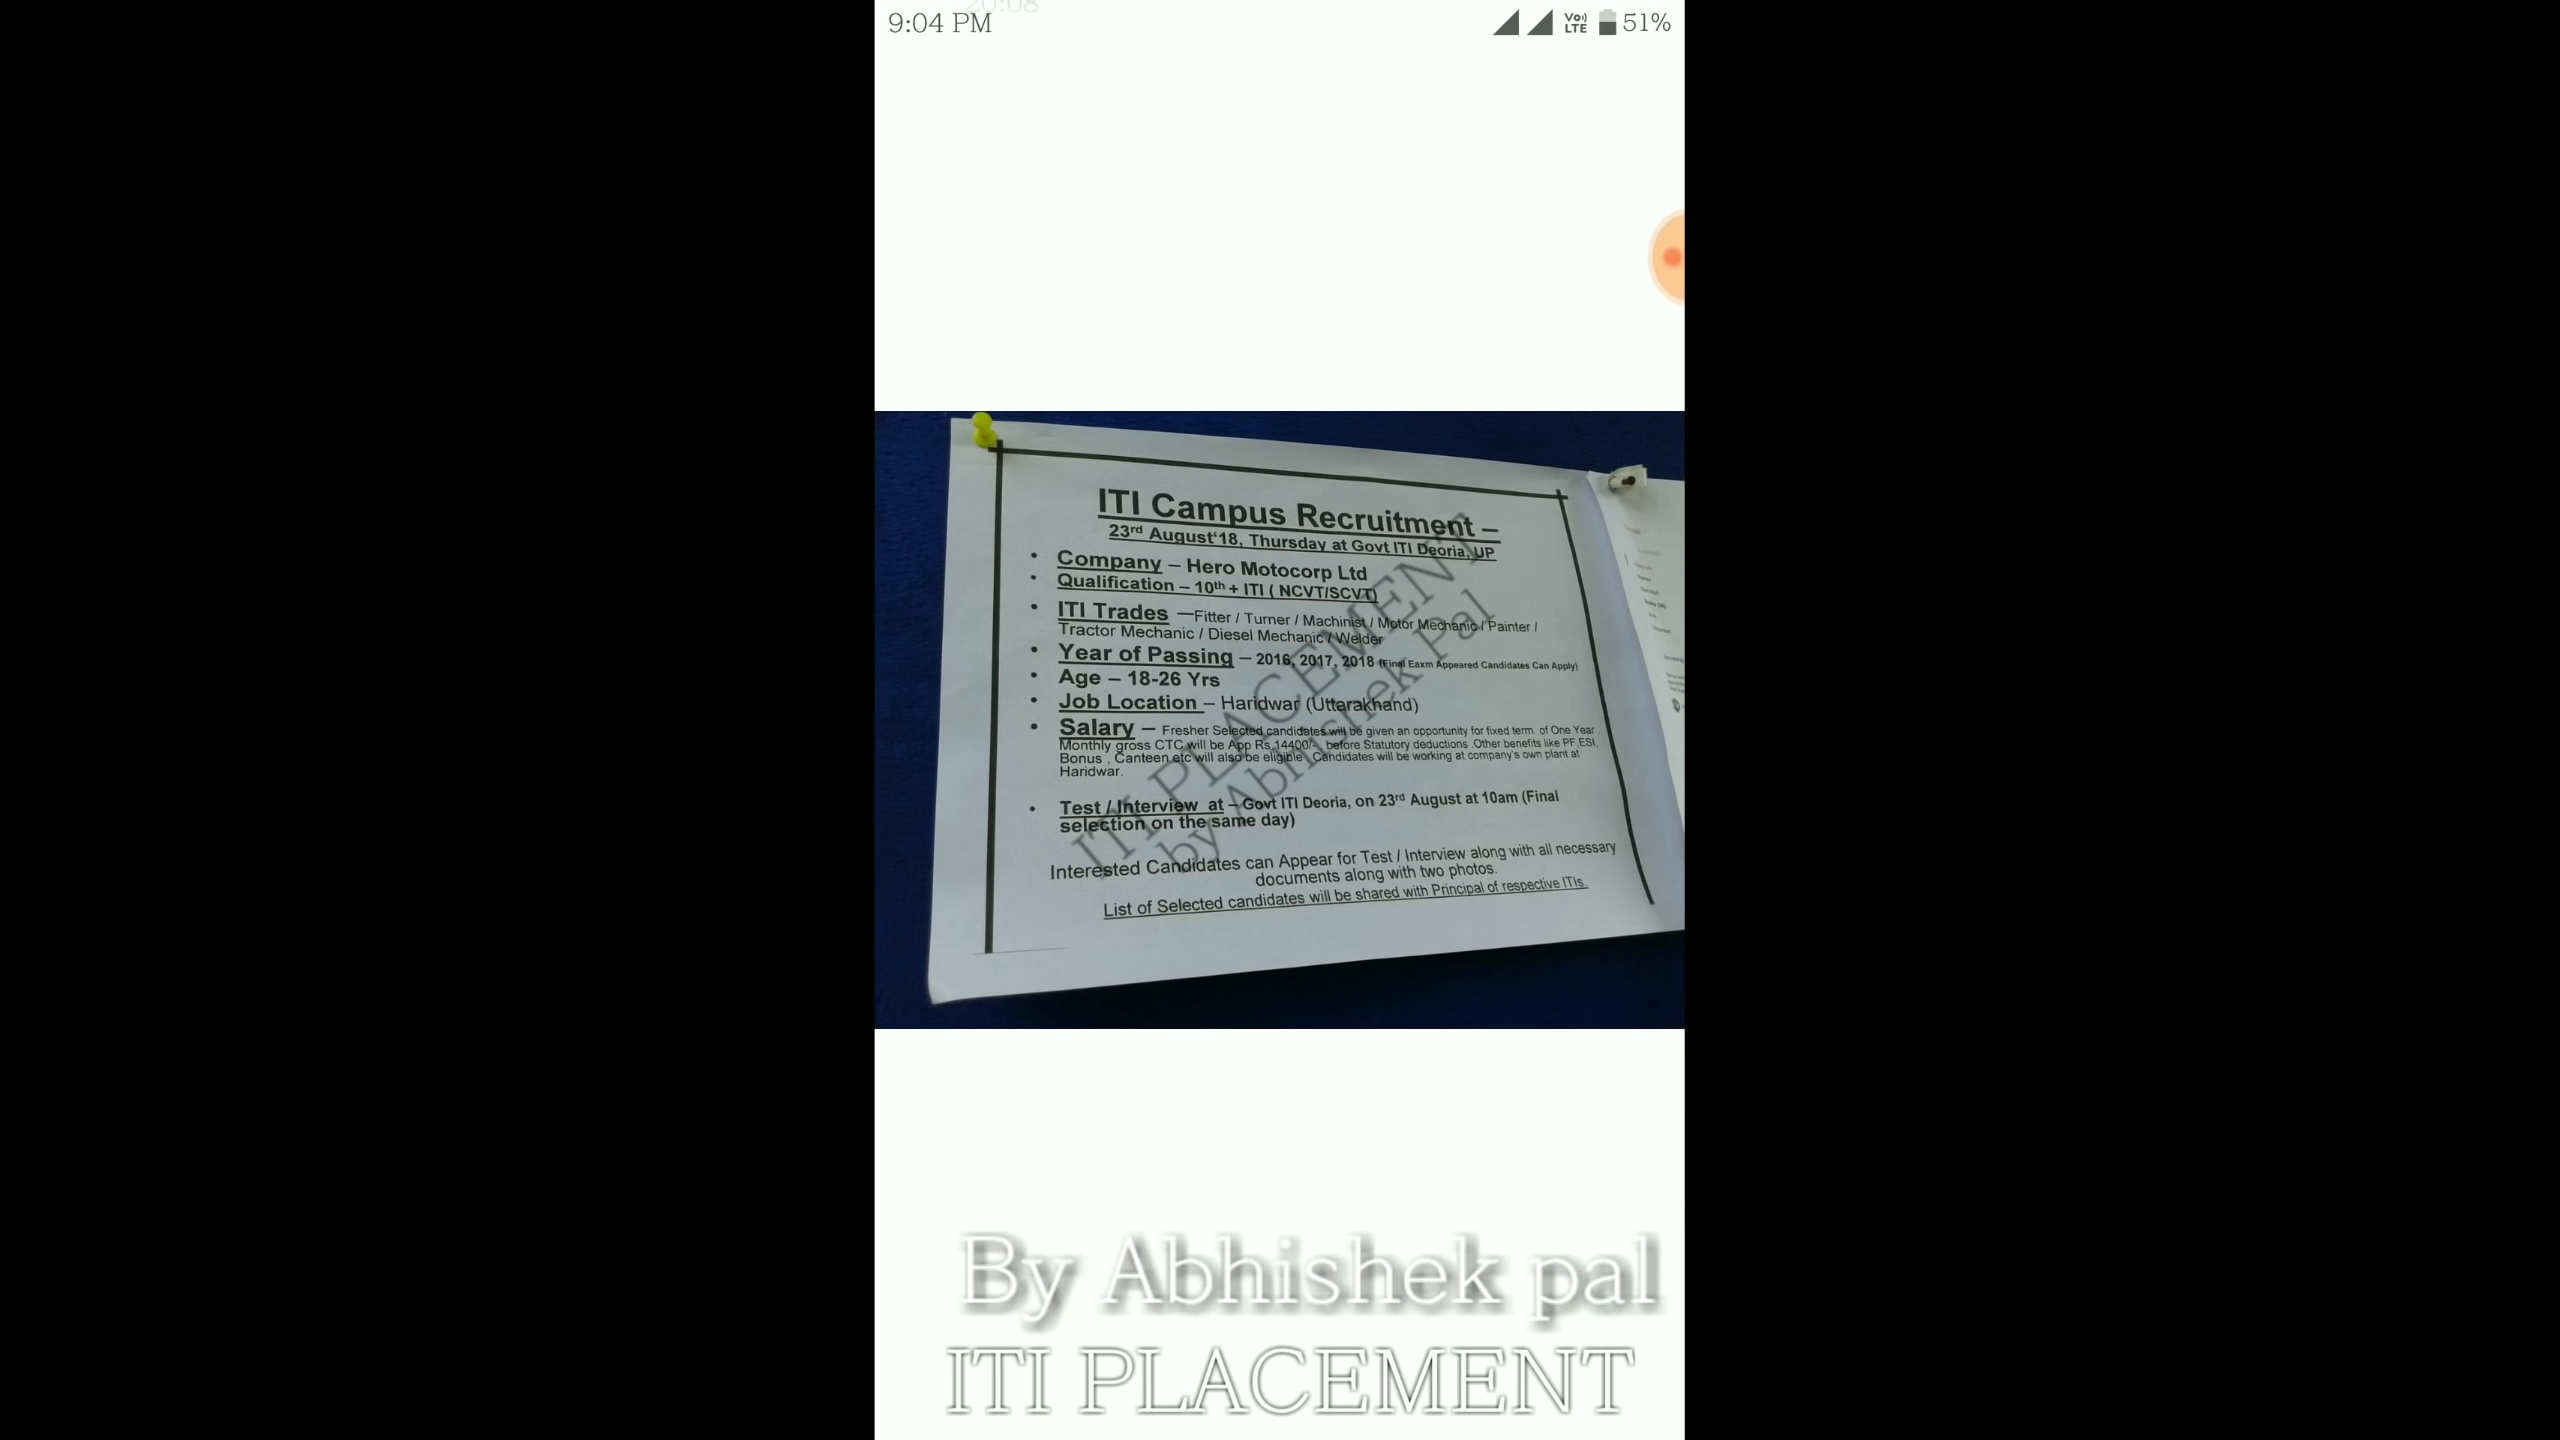 20:08
9:04 PM
Vo)) LTE
51%
ITI Campus Recruitment –
23rd August'18, Thursday at Govt ITI Deoria, UP
• Company – Hero Motocorp Ltd
• Qualification – 10th + ITI ( NCVT/SCVT)
• ITI Trades —Fitter / Turner / Machinist / Motor Mechanic / Painter /
Tractor Mechanic / Diesel Mechanic / Welder
• Year of Passing – 2016, 2017, 2018 (Final Eaxm Appeared Candidates Can Apply)
• Age – 18-26 Yrs
• Job Location – Haridwar (Uttarakhand)
• Salary – Fresher Selected candidates will be given an opportunity for fixed term of One Year .
Monthly gross CTC will be App Rs 14400/- before Statutory deductions .Other benefits like PF,ESI,
Bonus , Canteen etc will also be eligible . Candidates will be working at company's own plant at
Haridwar.
• Test / Interview at – Govt ITI Deoria, on 23rd August at 10am (Final
selection on the same day)
Interested Candidates can Appear for Test / Interview along with all necessary
documents along with two photos.
List of Selected candidates will be shared with Principal of respective ITIs.
ITI PLACEMENT
by Abhishek Pal
By Abhishek pal
ITI PLACEMENT